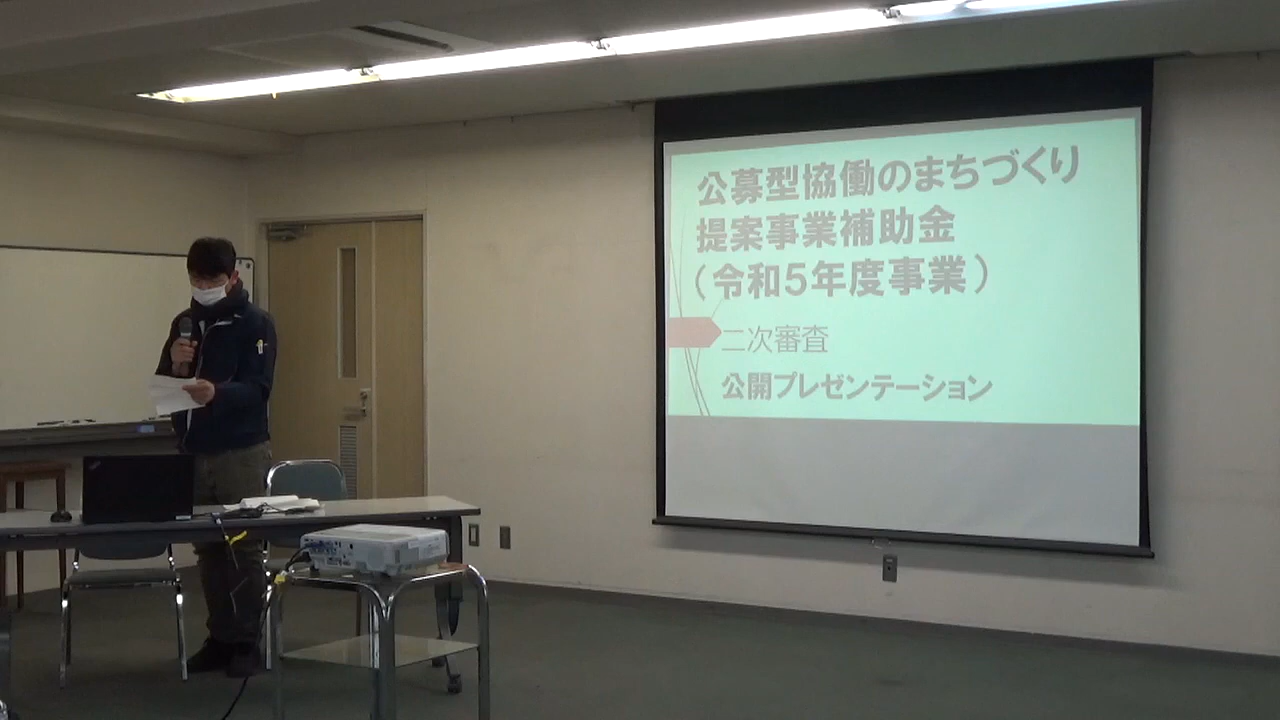 公募型協働のまちづくり
提案事業補助金
(令和5年度事業)
二次審査
公開プレゼンテーション